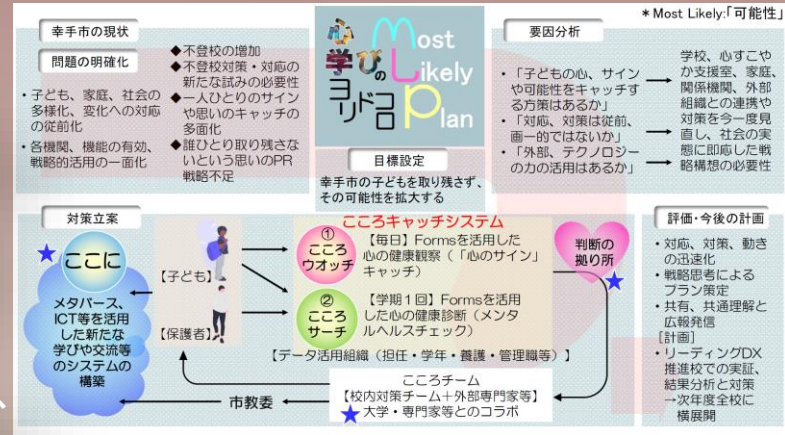 ＊Most Likely:「可能性」
幸手市の現状
問題の明確化
・子ども、家庭、社会の
多様化、変化への対応
の従前化
・各機関、機能の有効、
戦略的活用の一面化
◆不登校の増加
◆不登校対策・対応の
新たな試みの必要性
◆一人ひとりのサイン
や思いのキャッチの
多面化
◆誰ひとり取り残さな
いという思いのPR
戦略不足
心
学びの
ヨリドコロ
Most
Likely
Plan
目標設定
幸手市の子どもを取り残さず、
その可能性を拡大する
要因分析
・「子どもの心、サイン
や可能性をキャッチす
る方策はあるか」
・「対応、対策は従前、
画一的ではないか」
・「外部、テクノロジー
の力の活用はあるか」
学校、心すこや
か支援室、家庭、
関係機関、外部
組織との連携や
対策を今一度見
直し、社会の実
態に即応した戦
略構想の必要性
対策立案
ここに
メタバース、
ICT等を活用
した新たな
学びや交流等
のシステムの
構築
【子ども】
【保護者】
こころキャッチシステム
①
こころ
ウオッチ
【毎日】Formsを活用した
心の健康観察（「心のサイン」
キャッチ）
②
こころ
サーチ
【学期１回】Formsを活用
した心の健康診断（メンタ
ルヘルスチェック）
【データ活用組織（担任・学年・養護・管理職等）】
判断の
拠り所
こころチーム
【校内対策チーム＋外部専門家等】
大学・専門家等とのコラボ
市教委
評価・今後の計画
・対応、対策、動き
の迅速化
・戦略思考による
プラン策定
・共有、共通理解と
広報発信
［計画］
・リーディングDX
推進校での実証、
結果分析と対策
→次年度全校に
横展開